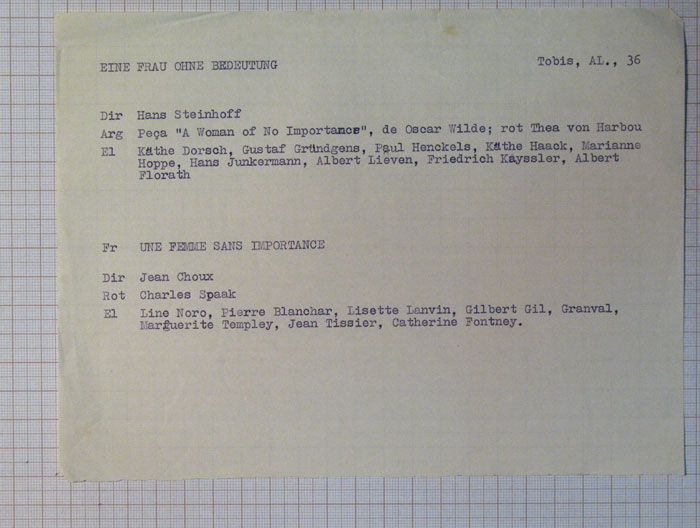 EINE FRAU OHNE BEDEUTUNG
Tobis, AL., 36
Dir Hans Steinhoff
Arg Peça "A Woman of No Importance", de Oscar Wilde; rot Thea von Harbou
El Käthe Dorsch, Gustaf Gründgens, Paul Henckels, Käthe Haack, Marianne
Hoppe, Hans Junkermann, Albert Lieven, Friedrich Kayssler, Albert
Florath
Fr UNE FEMME SANS IMPORTANCE
Dir Jean Choux
Rot Charles Spaak
El Line Noro, Pierre Blanchar, Lisette Lanvin, Gilbert Gil, Granval,
Marguerite Templey, Jean Tissier, Catherine Fontney.